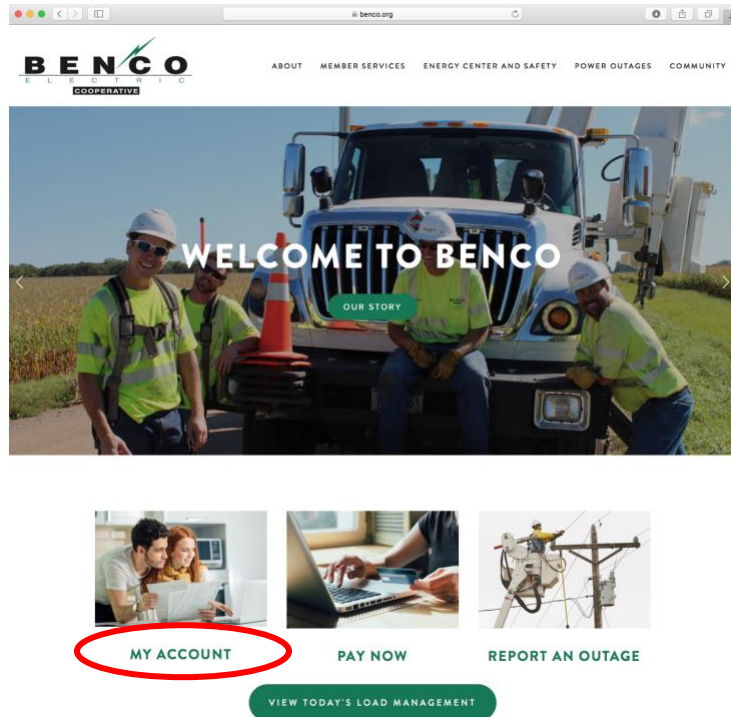 benco.org
BENCO
ELECTRIC
COOPERATIVE
ABOUT MEMBER SERVICES ENERGY CENTER AND SAFETY POWER OUTAGES COMMUNITY
WELCOME TO BENCO
OUR STORY
MY ACCOUNT PAY NOW REPORT AN OUTAGE
VIEW TODAY'S LOAD MANAGEMENT